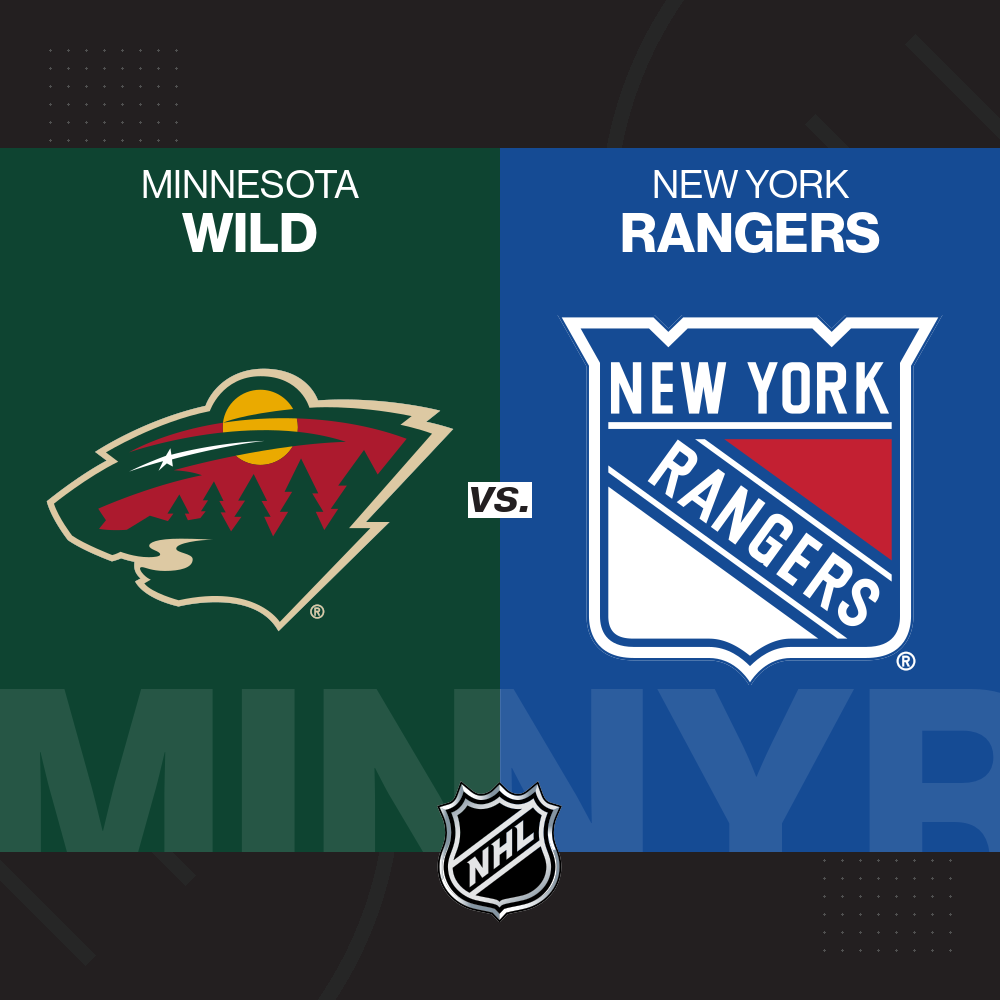 MINNESOTA
WILD
NEW YORK
RANGERS
NEW YORK
RANGERS
®
vs.
®
MIN
NYR
NHL